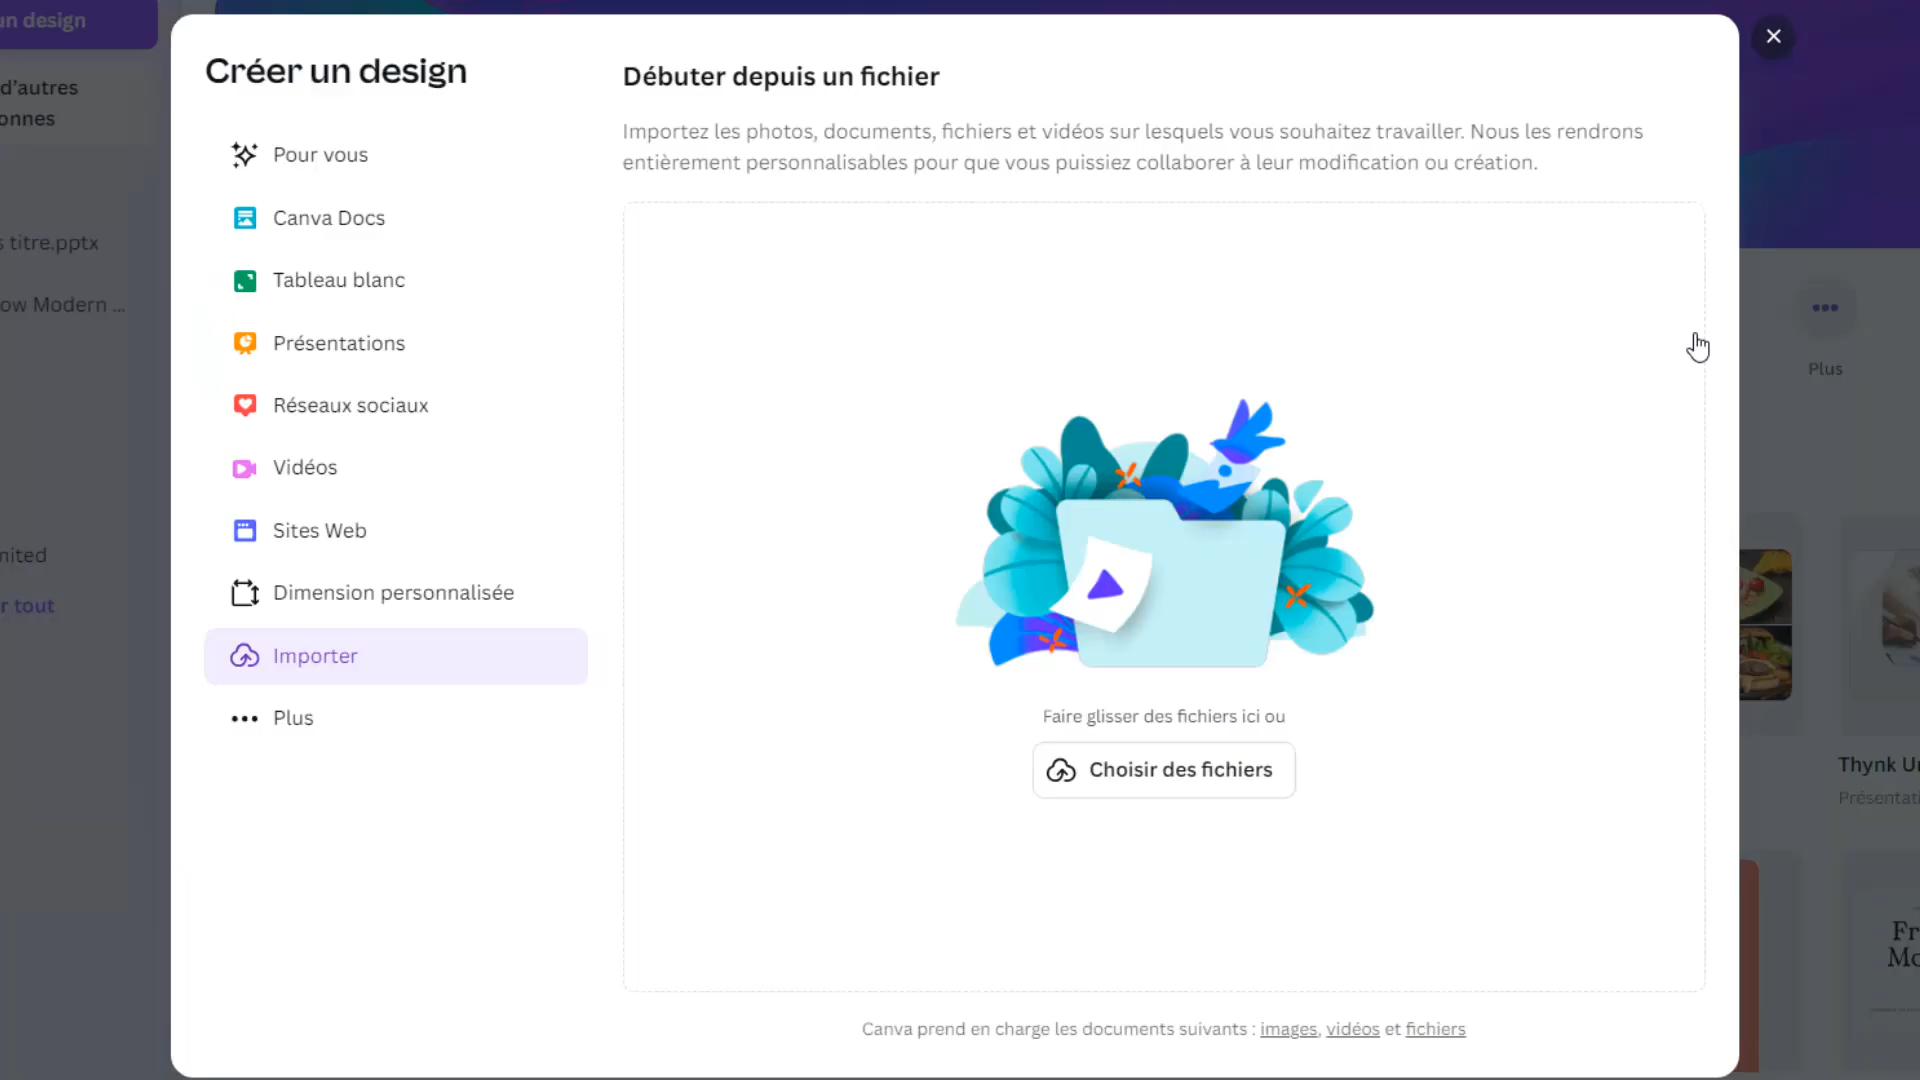 un design
d'autres
onnes
s titre.pptx
ow Modern ...
nited
r tout
Créer un design
Pour vous
Canva Docs
Tableau blanc
Présentations
Réseaux sociaux
Vidéos
Sites Web
Dimension personnalisée
Importer
Plus
Débuter depuis un fichier
Importez les photos, documents, fichiers et vidéos sur lesquels vous souhaitez travailler. Nous les rendrons
entièrement personnalisables pour que vous puissiez collaborer à leur modification ou création.
Faire glisser des fichiers ici ou
Choisir des fichiers
Canva prend en charge les documents suivants : images, vidéos et fichiers
Plus
Thynk Un
Présentati
Fr
Mo